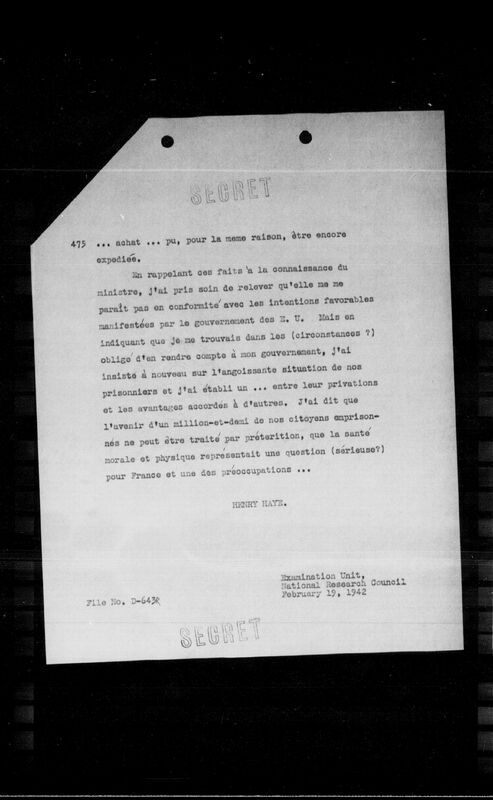 SECRET
475 ... achat ... pu, pour la meme raison, être encore
expediée.
En rappelant ces faits à la connaissance du
ministre, j'ai pris soin de relever qu'elle me me
paraît pas en conformité avec les intentions favorables
manifestées par le gouvernement des E. U. Mais en
indiquant que je me trouvais dans les (circonstances ?)
obligé d'en rendre compte à mon gouvernement, j'ai
insisté à nouveau sur l'angoissante situation de nos
prisonniers et j'ai établi un ... entre leur privations
et les avantages accordés à d'autres. J'ai dit que
l'avenir d'un million-et-demi de nos citoyens emprison-
nés ne peut être traité par préterition, que la santé
morale et physique representait une question (sérieuse?)
pour France et une des préoccupations ...
HENRY HAYE.
Examination Unit,
National Research Council
February 19, 1942
File No. D-643
SECRET